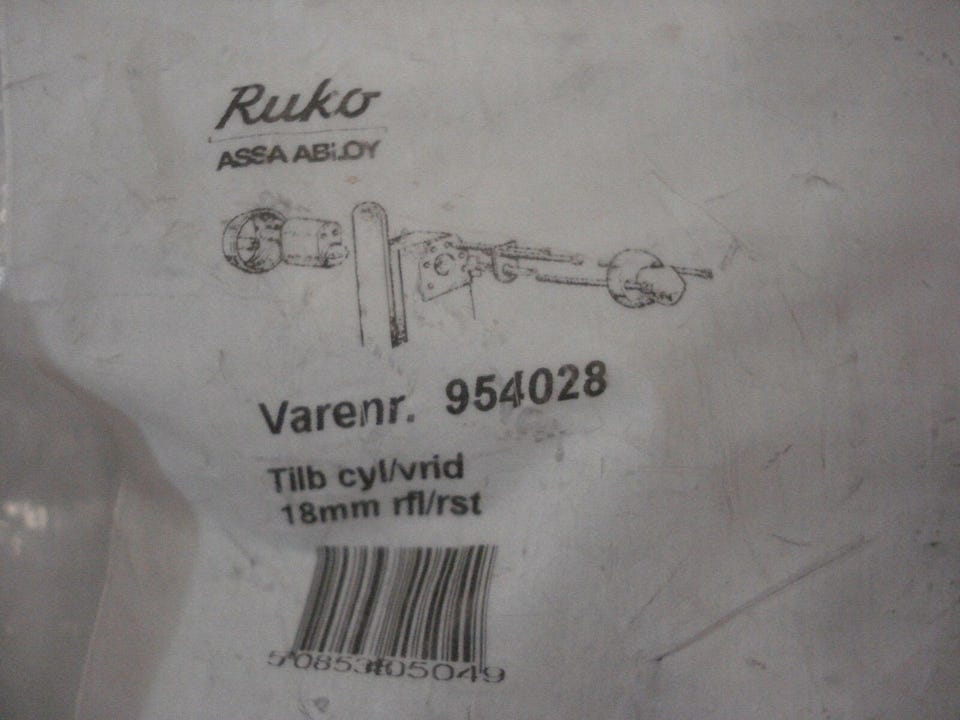 Ruko
ASSA ABLOY
Varenr. 954028
Tilb cyl/vrid
18mm rfl/rst